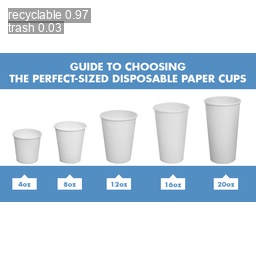 recyclable 0.97
trash 0.03
GUIDE TO CHOOSING
THE PERFECT-SIZED DISPOSABLE PAPER CUPS
4oz 8oz 12oz 16oz 20oz